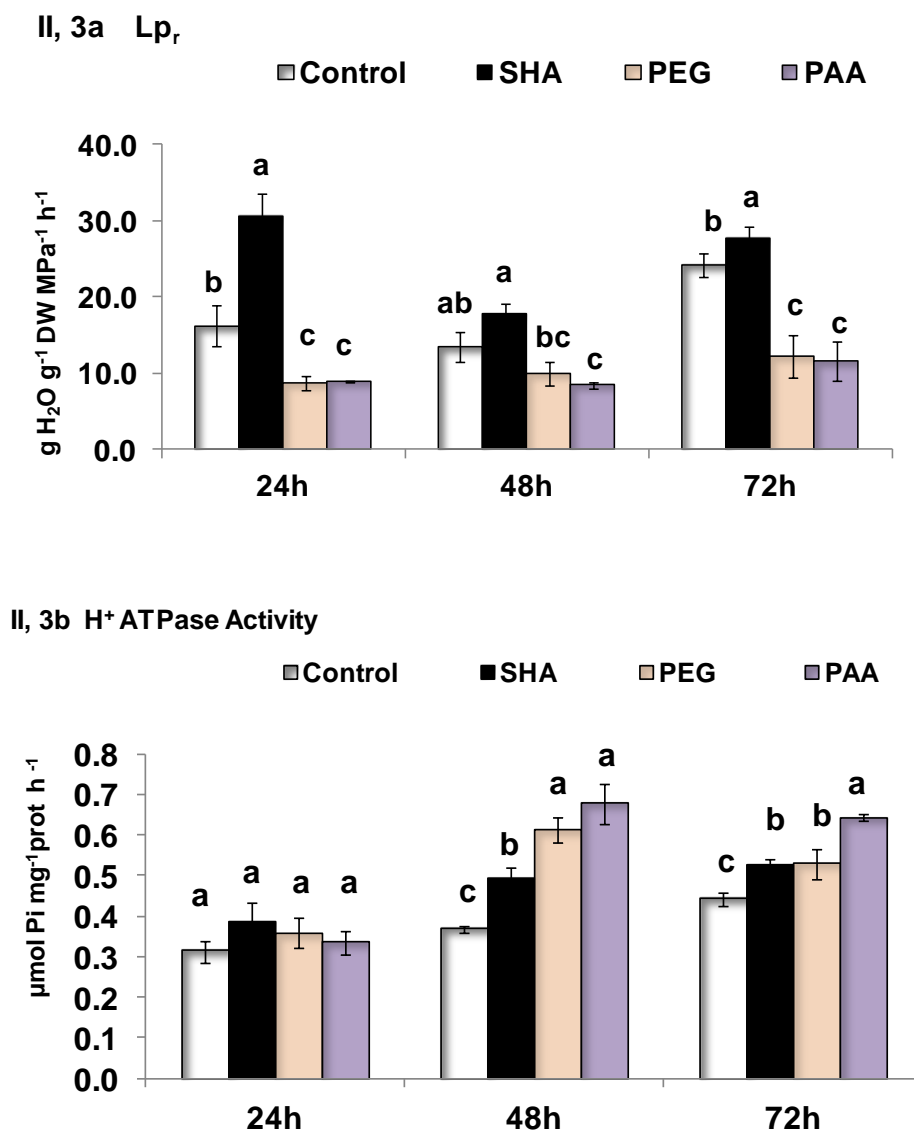 II, 3a Lpr
Control SHA PEG PAA
g H₂O g⁻¹ DW MPa⁻¹ h⁻¹
40.0
30.0
20.0
10.0
0.0
b a c c
ab a bc c
b a c c
24h 48h 72h
II, 3b H⁺ ATPase Activity
Control SHA PEG PAA
µmol Pi mg⁻¹prot h ⁻¹
0.8
0.7
0.6
0.5
0.4
0.3
0.2
0.1
0.0
a a a a
c b a a
c b b a
24h 48h 72h